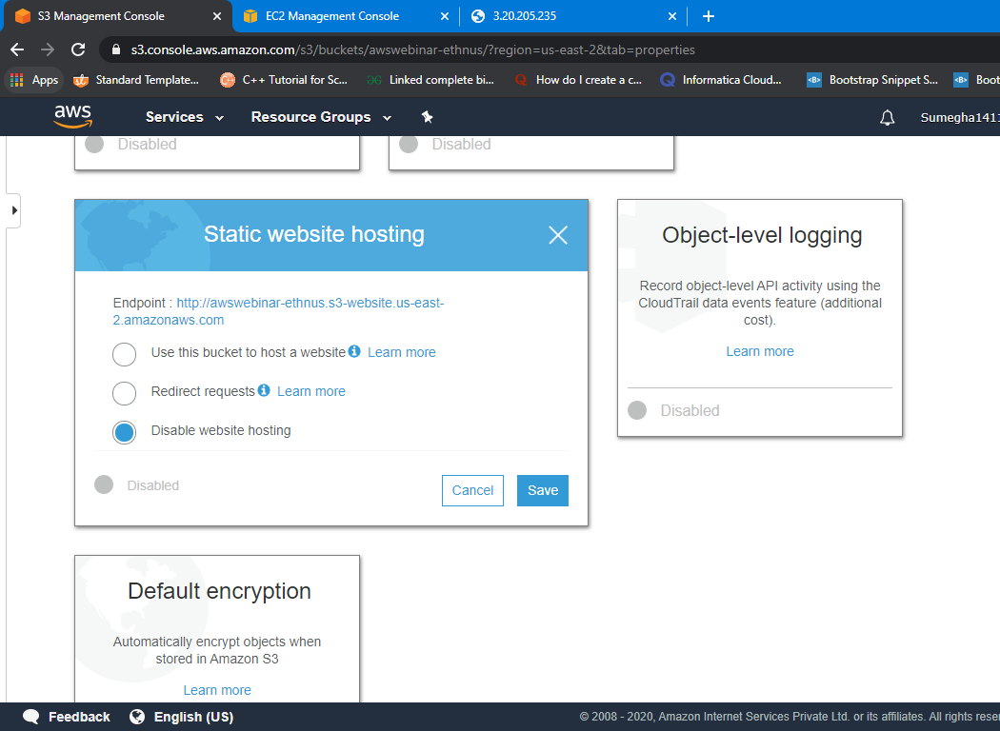 S3 Management Console
EC2 Management Console
3.20.205.235
s3.console.aws.amazon.com/s3/buckets/awswebinar-ethnus/?region=us-east-2&tab=properties
Apps
Standard Template...
C++ Tutorial for Sc...
GG Linked complete bi...
Q How do I create a c...
Q Informatica Cloud...
<B> Bootstrap Snippet S...
<B> Boot
aws
Services
Resource Groups
Sumegha1411
Disabled
Disabled
Static website hosting
Endpoint : http://awswebinar-ethnus.s3-website.us-east-
2.amazonaws.com
Use this bucket to host a website Learn more
Redirect requests Learn more
Disable website hosting
Disabled
Cancel
Save
Object-level logging
Record object-level API activity using the
CloudTrail data events feature (additional
cost).
Learn more
Disabled
Default encryption
Automatically encrypt objects when
stored in Amazon S3
Learn more
Feedback
English (US)
© 2008 - 2020, Amazon Internet Services Private Ltd. or its affiliates. All rights rese